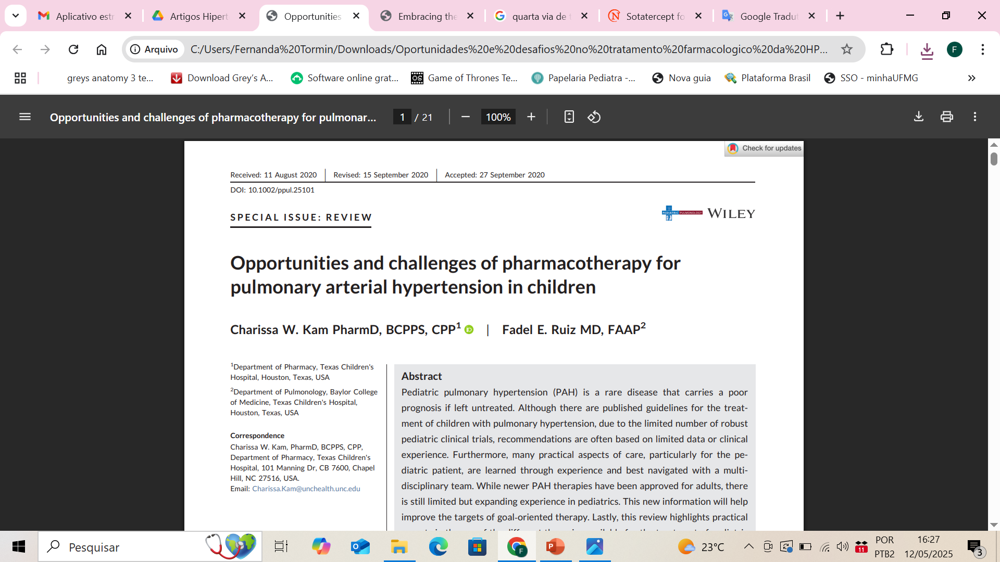 Aplicativo estr
Artigos Hipert
Opportunities
Embracing the
quarta via de
Sotatercept fo
Google Tradut
Arquivo
C:/Users/Fernanda%20Tormin/Downloads/Oportunidades%20e%20desafios%20no%20tratamento%20farmacologico%20da%20HP...
F
greys anatomy 3 te...
Download Grey's A...
Software online grat...
Game of Thrones Te...
Papelaria Pediatra -...
Nova guia
Plataforma Brasil
SSO - minhaUFMG
Opportunities and challenges of pharmacotherapy for pulmonar...
1 / 21
100%
Check for updates
Received: 11 August 2020 | Revised: 15 September 2020 | Accepted: 27 September 2020
DOI: 10.1002/ppul.25101
SPECIAL ISSUE: REVIEW
PEDIATRIC PULMONOLOGY WILEY
Opportunities and challenges of pharmacotherapy for
pulmonary arterial hypertension in children
Charissa W. Kam PharmD, BCPPS, CPP1 | Fadel E. Ruiz MD, FAAP2
1Department of Pharmacy, Texas Children's
Hospital, Houston, Texas, USA
2Department of Pulmonology, Baylor College
of Medicine, Texas Children's Hospital,
Houston, Texas, USA
Correspondence
Charissa W. Kam, PharmD, BCPPS, CPP,
Department of Pharmacy, Texas Children's
Hospital, 101 Manning Dr, CB 7600, Chapel
Hill, NC 27516, USA.
Email: Charissa.Kam@unchealth.unc.edu
Abstract
Pediatric pulmonary hypertension (PAH) is a rare disease that carries a poor
prognosis if left untreated. Although there are published guidelines for the treat-
ment of children with pulmonary hypertension, due to the limited number of robust
pediatric clinical trials, recommendations are often based on limited data or clinical
experience. Furthermore, many practical aspects of care, particularly for the pe-
diatric patient, are learned through experience and best navigated with a multi-
disciplinary team. While newer PAH therapies have been approved for adults, there
is still limited but expanding experience in pediatrics. This new information will help
improve the targets of goal-oriented therapy. Lastly, this review highlights practical
Pesquisar
23°C
11
POR
PTB2
16:27
12/05/2025
3